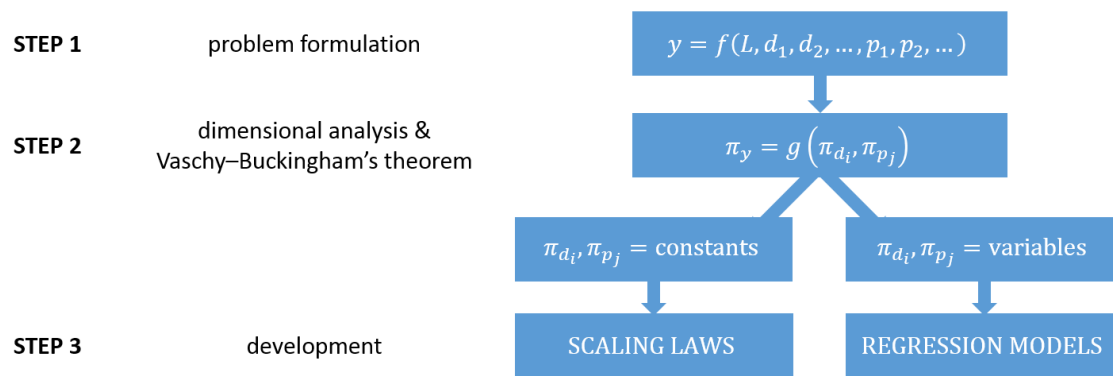 STEP 1
problem formulation
y = f(L, d₁, d₂, …, p₁, p₂, …)
STEP 2
dimensional analysis &
Vaschy–Buckingham's theorem
π_y = g(π_{d_i}, π_{p_j})
π_{d_i}, π_{p_j} = constants
π_{d_i}, π_{p_j} = variables
STEP 3
development
SCALING LAWS
REGRESSION MODELS